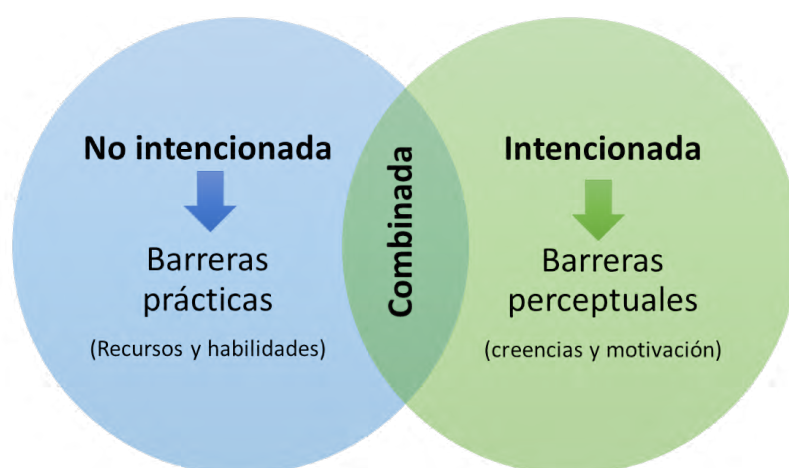 No intencionada
Barreras
prácticas
(Recursos y habilidades)
Combinada
Intencionada
Barreras
perceptuales
(creencias y motivación)